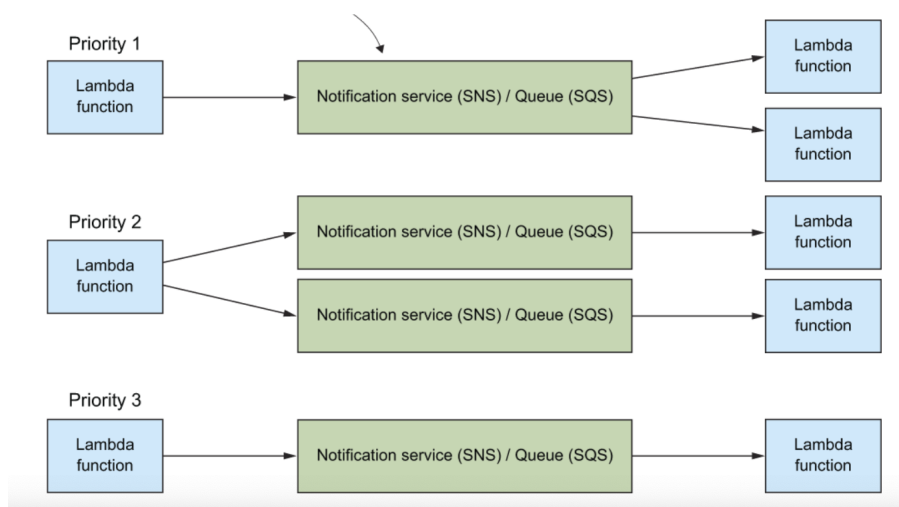 Priority 1
Lambda
function
Notification service (SNS) / Queue (SQS)
Lambda
function
Lambda
function
Priority 2
Lambda
function
Notification service (SNS) / Queue (SQS)
Lambda
function
Notification service (SNS) / Queue (SQS)
Lambda
function
Priority 3
Lambda
function
Notification service (SNS) / Queue (SQS)
Lambda
function